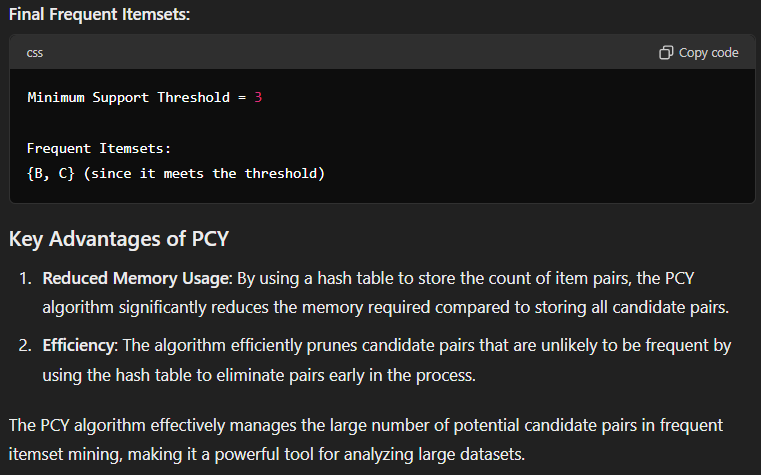 Final Frequent Itemsets:
css
Copy code
Minimum Support Threshold = 3
Frequent Itemsets:
{B, C} (since it meets the threshold)
Key Advantages of PCY
1. Reduced Memory Usage: By using a hash table to store the count of item pairs, the PCY
algorithm significantly reduces the memory required compared to storing all candidate pairs.
2. Efficiency: The algorithm efficiently prunes candidate pairs that are unlikely to be frequent by
using the hash table to eliminate pairs early in the process.
The PCY algorithm effectively manages the large number of potential candidate pairs in frequent
itemset mining, making it a powerful tool for analyzing large datasets.